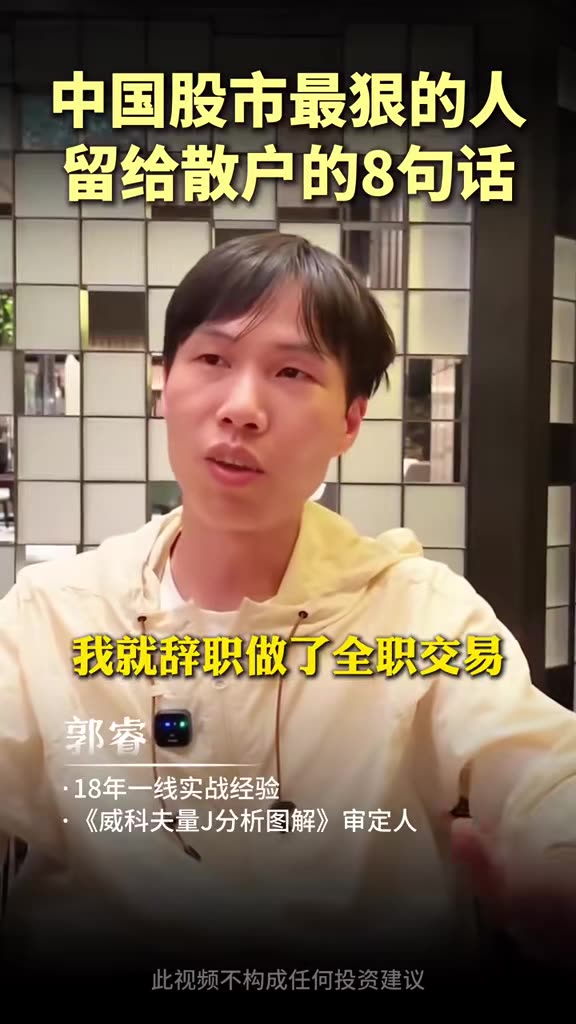 中国股市最狠的人
留给散户的8句话
我就辞职做了全职交易
郭睿
·18年一线实战经验
·《威科夫量J分析图解》审定人
此视频不构成任何投资建议